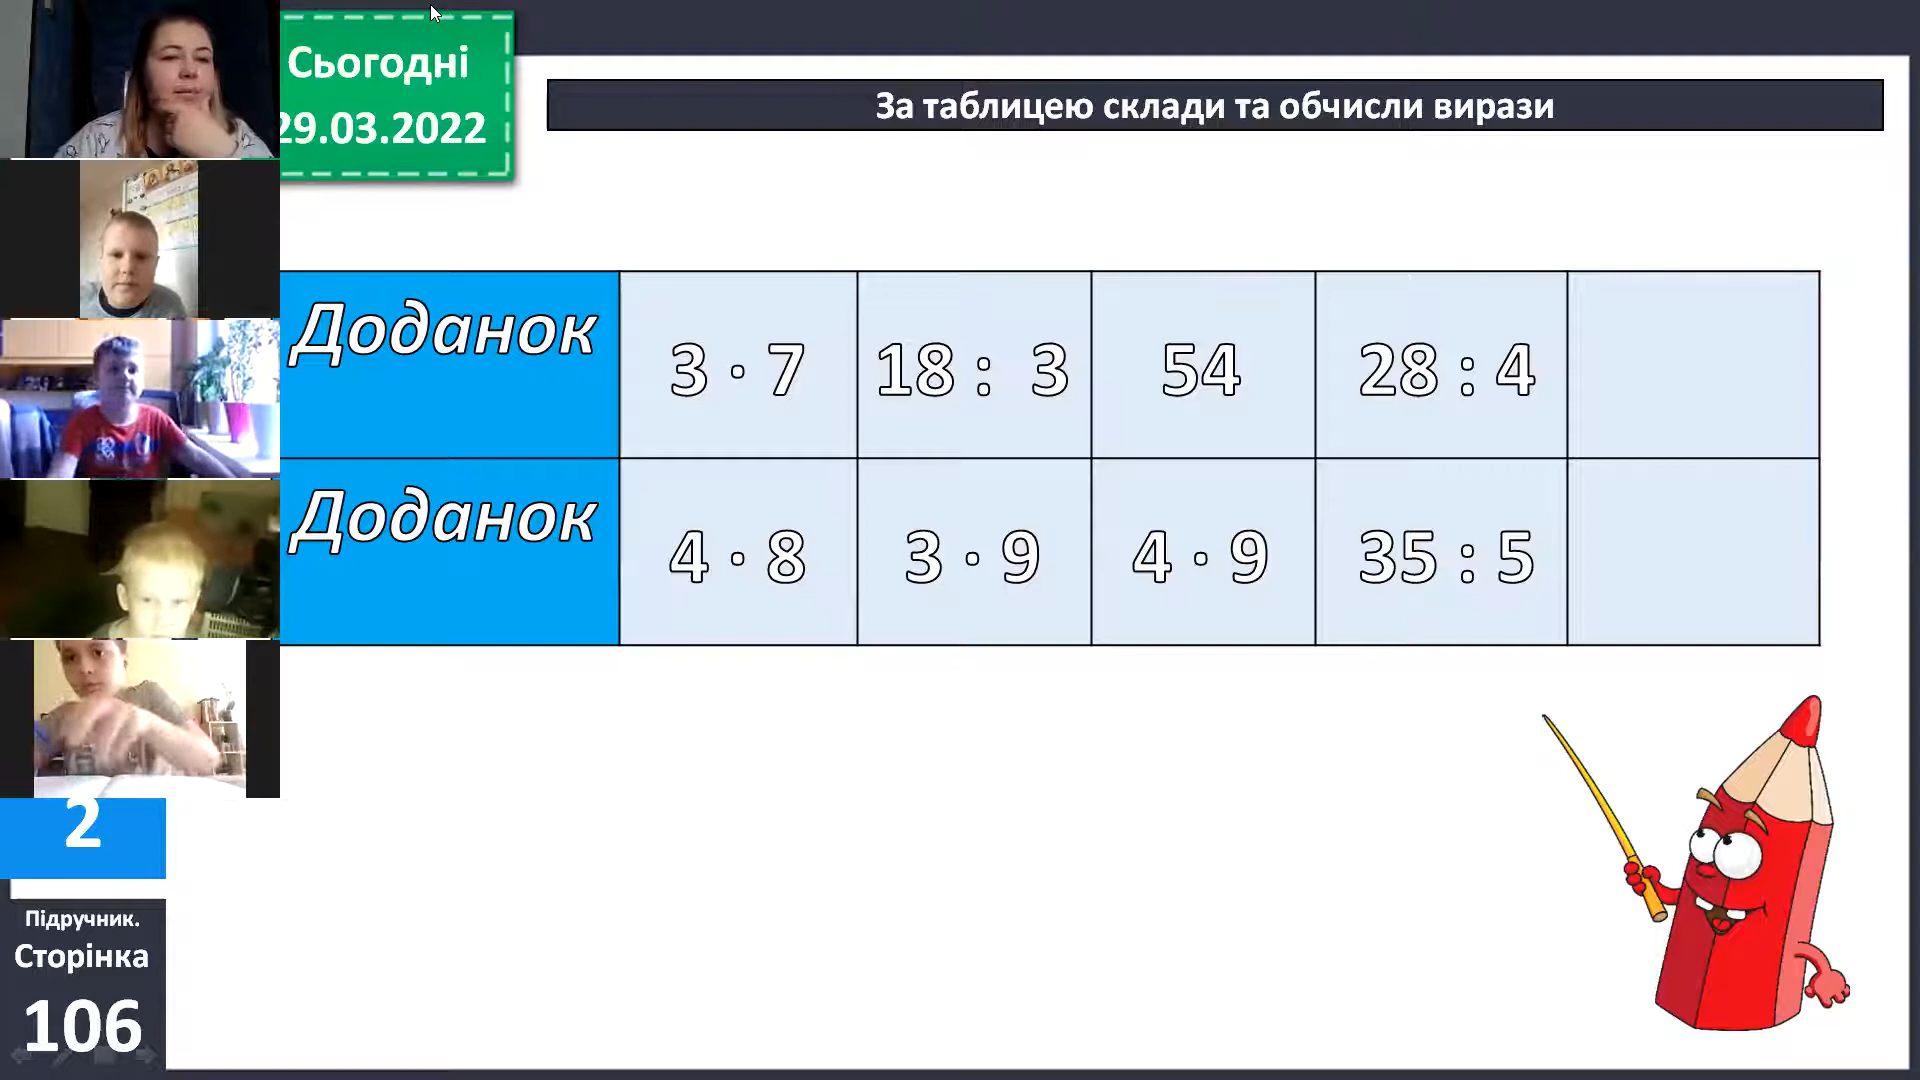 Сьогодні
29.03.2022
За таблицею склади та обчисли вирази
Доданок 3 · 7 18 : 3 54 28 : 4
Доданок 4 · 8 3 · 9 4 · 9 35 : 5
2
Підручник.
Сторінка
106